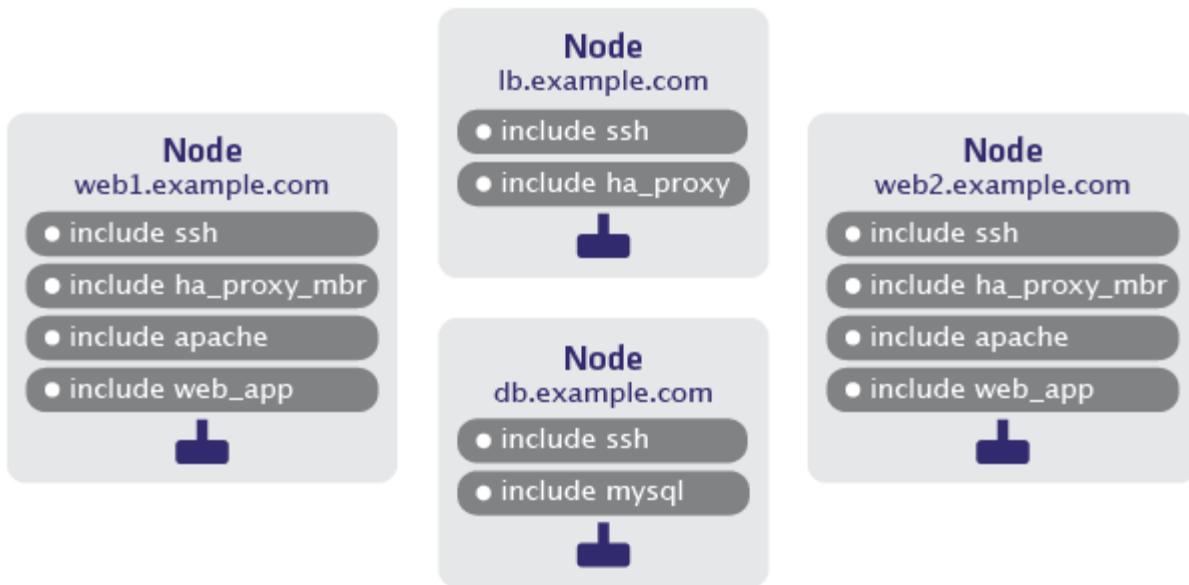 Node
lb.example.com
include ssh
include ha_proxy
Node
web1.example.com
include ssh
include ha_proxy_mbr
include apache
include web_app
Node
db.example.com
include ssh
include mysql
Node
web2.example.com
include ssh
include ha_proxy_mbr
include apache
include web_app